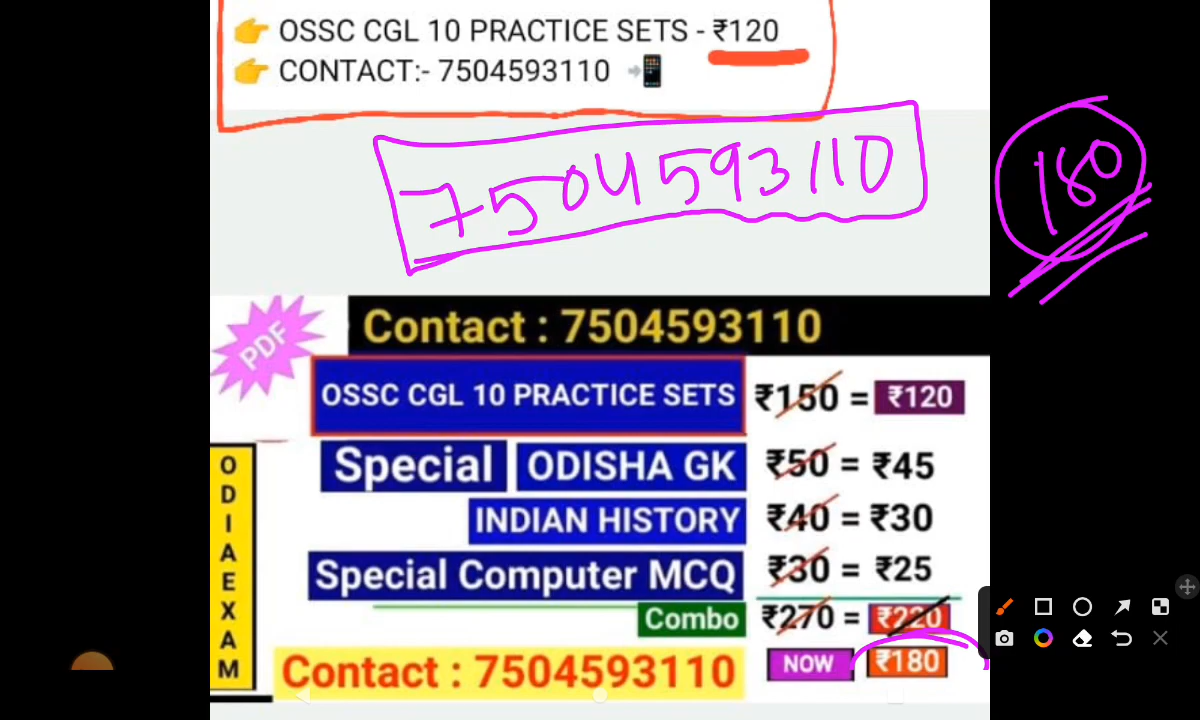 👉 OSSC CGL 10 PRACTICE SETS - ₹120
👉 CONTACT:- 7504593110 📲
7504593110
180
PDF
Contact : 7504593110
OSSC CGL 10 PRACTICE SETS ₹150 = ₹120
Special ODISHA GK ₹50 = ₹45
INDIAN HISTORY ₹40 = ₹30
Special Computer MCQ ₹30 = ₹25
Combo ₹270 = ₹220
Contact : 7504593110 NOW ₹180
ODIAEXAM